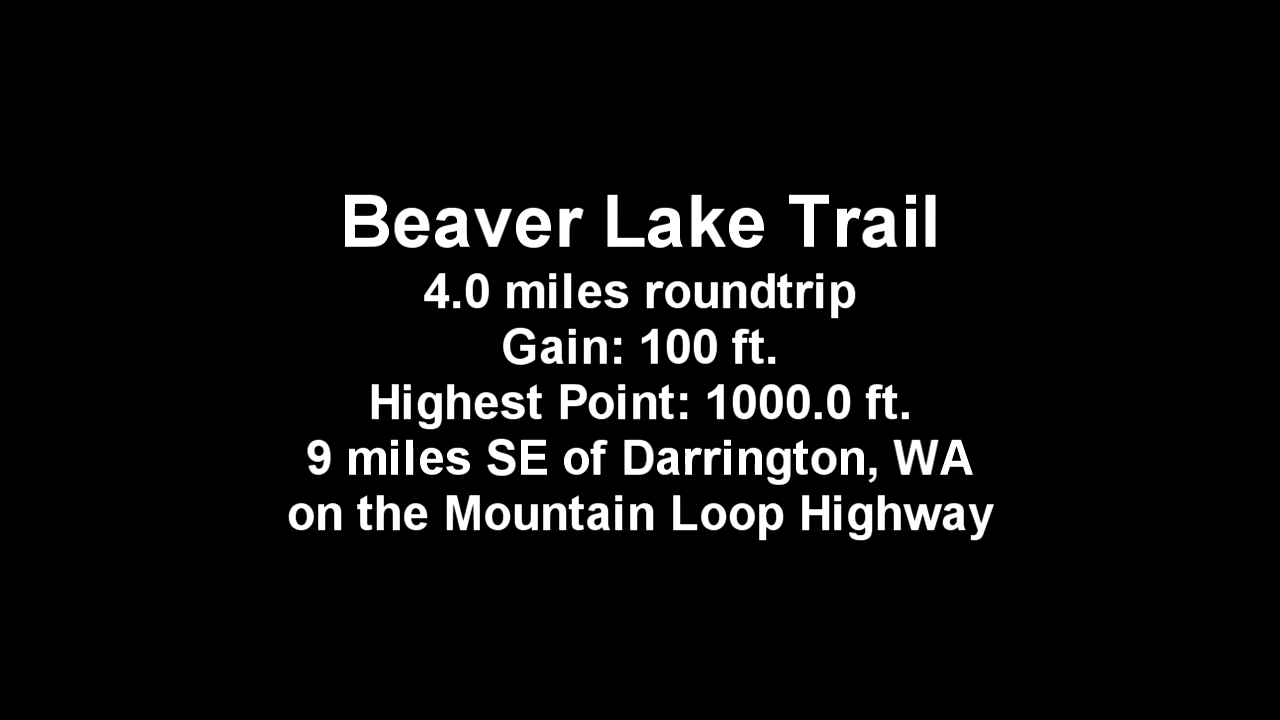 Beaver Lake Trail
4.0 miles roundtrip
Gain: 100 ft.
Highest Point: 1000.0 ft.
9 miles SE of Darrington, WA
on the Mountain Loop Highway